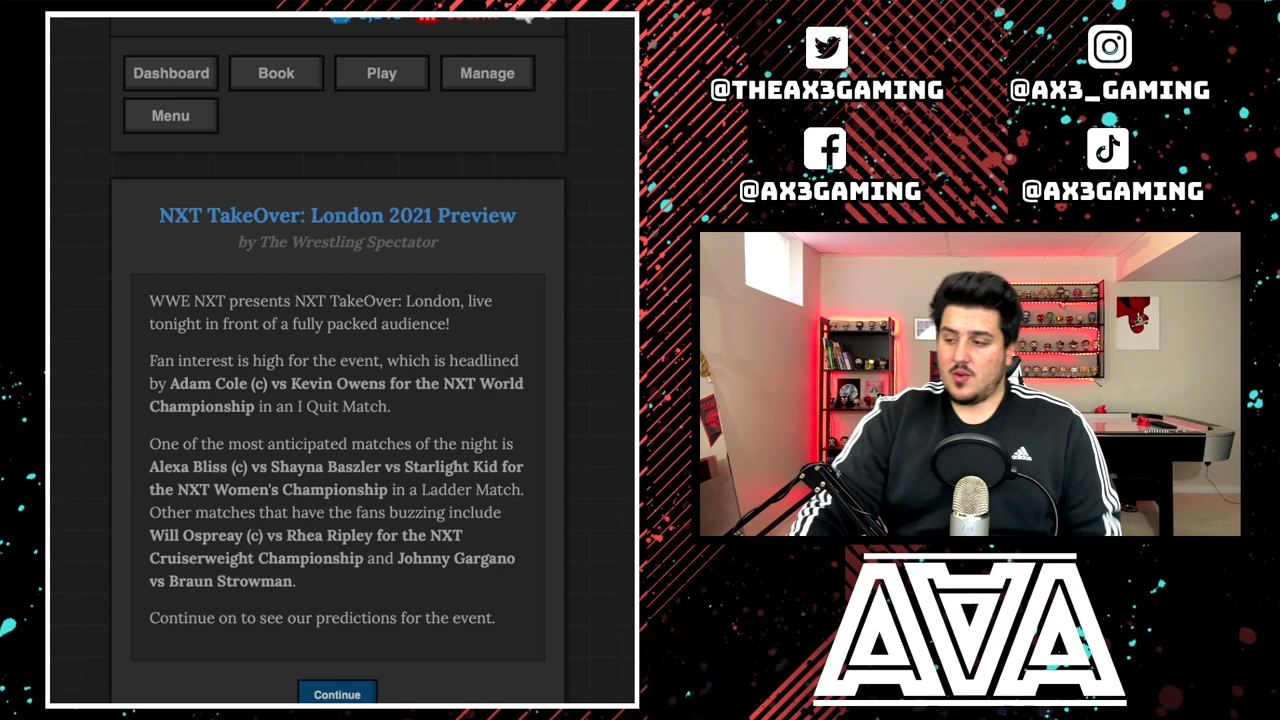 Dashboard
Book
Play
Manage
Menu
NXT TakeOver: London 2021 Preview
by The Wrestling Spectator
WWE NXT presents NXT TakeOver: London, live
tonight in front of a fully packed audience!
Fan interest is high for the event, which is headlined
by Adam Cole (c) vs Kevin Owens for the NXT World
Championship in an I Quit Match.
One of the most anticipated matches of the night is
Alexa Bliss (c) vs Shayna Baszler vs Starlight Kid for
the NXT Women's Championship in a Ladder Match.
Other matches that have the fans buzzing include
Will Ospreay (c) vs Rhea Ripley for the NXT
Cruiserweight Championship and Johnny Gargano
vs Braun Strowman.
Continue on to see our predictions for the event.
Continue
@THEAX3GAMING
@AX3_GAMING
@AX3GAMING
@AX3GAMING
adidas